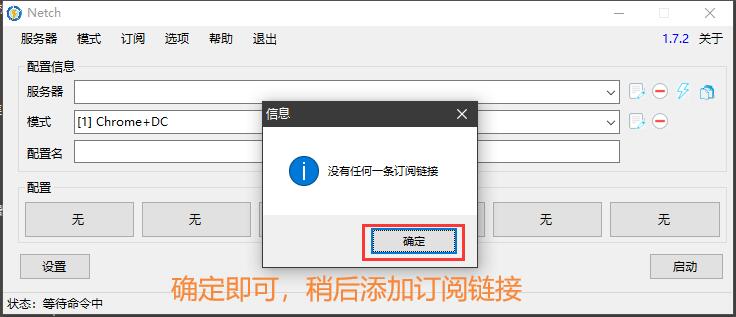 Netch
服务器 模式 订阅 选项 帮助 退出 1.7.2 关于
配置信息
服务器
模式 [1] Chrome+DC
配置名
信息
没有任何一条订阅链接
确定
配置
无 无 无 无
设置 启动
确定即可，稍后添加订阅链接
状态：等待命令中